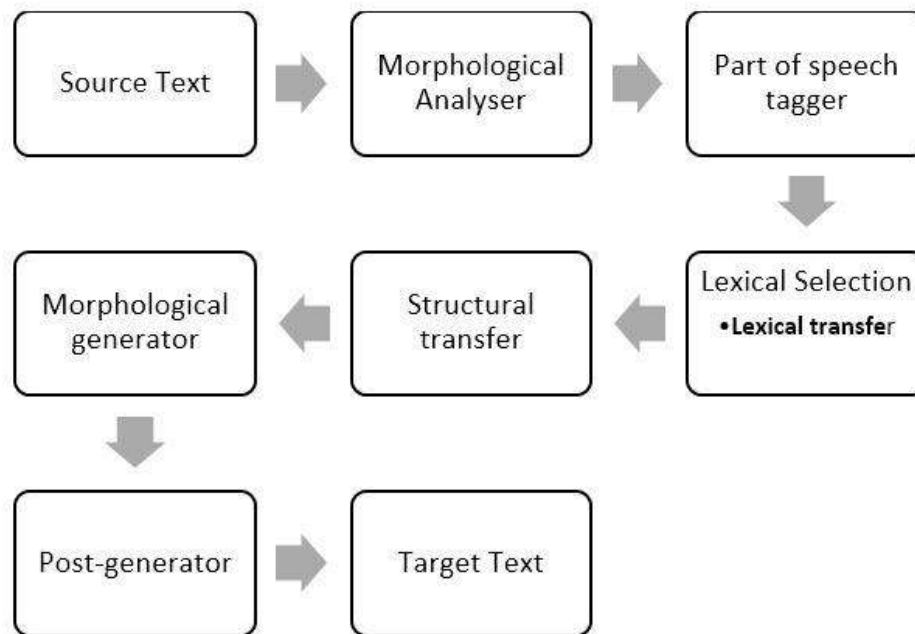 Source Text
Morphological
Analyser
Part of speech
tagger
Lexical Selection
•Lexical transfer
Structural
transfer
Morphological
generator
Post-generator
Target Text